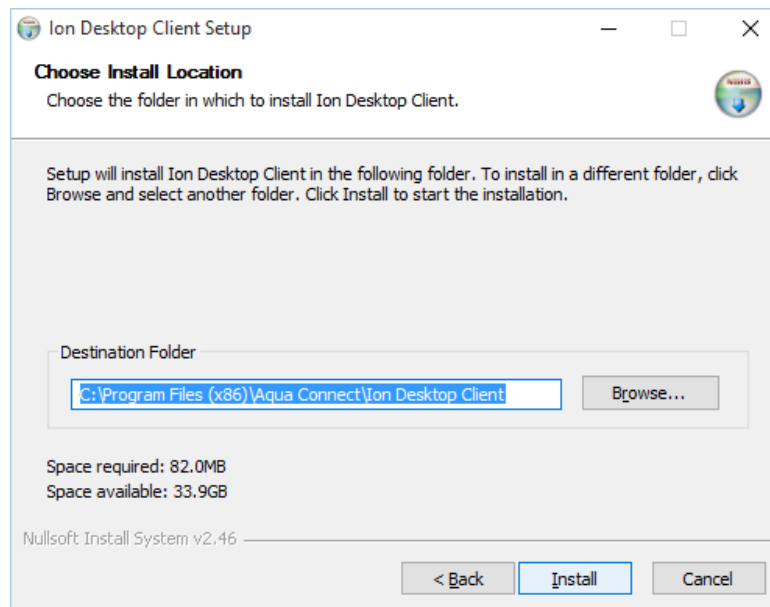 Ion Desktop Client Setup
Choose Install Location
Choose the folder in which to install Ion Desktop Client.
Setup will install Ion Desktop Client in the following folder. To install in a different folder, click
Browse and select another folder. Click Install to start the installation.
Destination Folder
C:\Program Files (x86)\Aqua Connect\Ion Desktop Client
Browse...
Space required: 82.0MB
Space available: 33.9GB
Nullsoft Install System v2.46
< Back
Install
Cancel